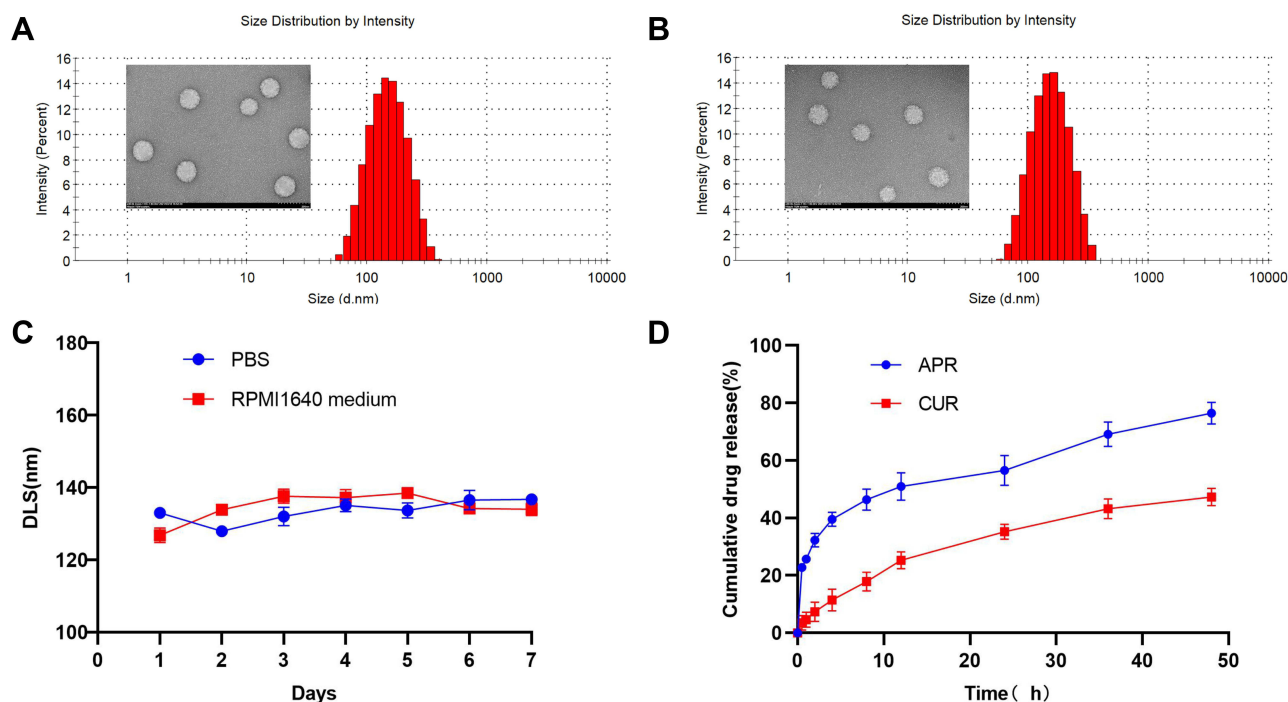 A
Size Distribution by Intensity
Intensity (Percent)
16
14
12
10
8
6
4
2
0
1
10
100
1000
10000
Size (d.nm)
B
Size Distribution by Intensity
Intensity (Percent)
16
14
12
10
8
6
4
2
0
1
10
100
1000
10000
Size (d.nm)
C
PBS
RPMI1640 medium
DLS(nm)
180
160
140
120
100
0
1
2
3
4
5
6
7
Days
D
APR
CUR
Cumulative drug release(%)
100
80
60
40
20
0
0
10
20
30
40
50
Time( h)